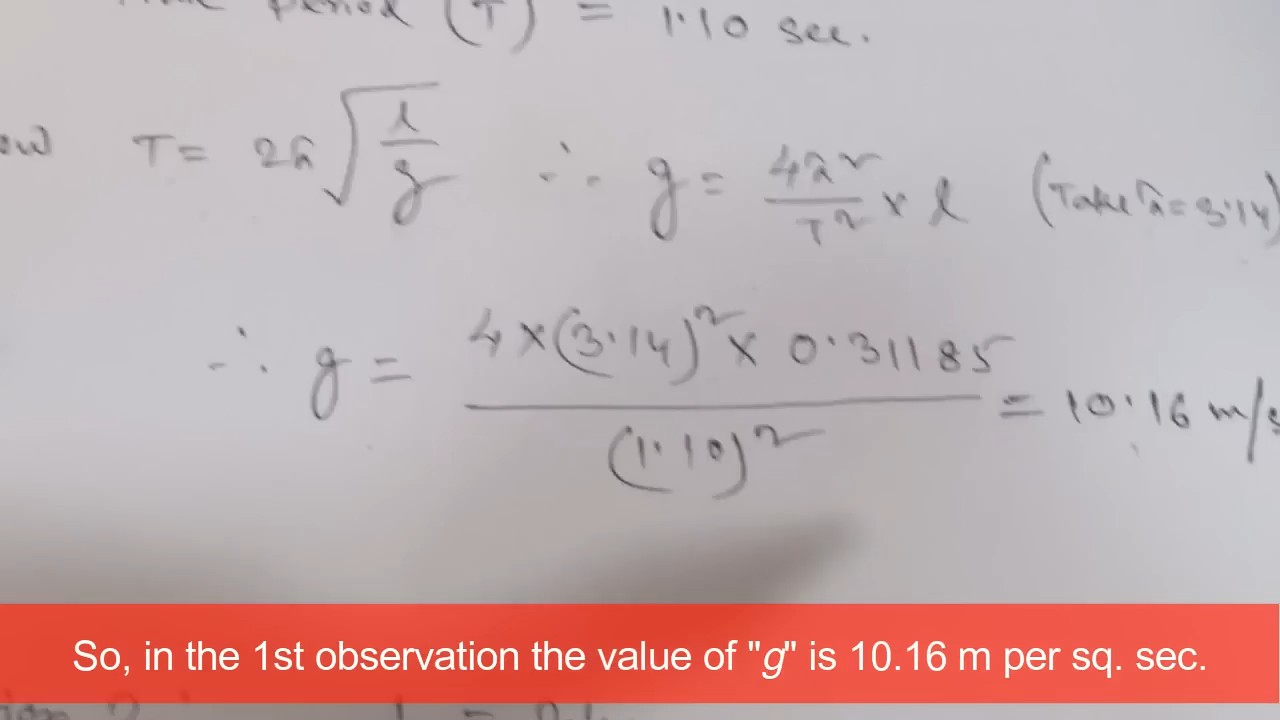 period (T) = 1.10 sec.
T = 2π √(l/g) ∴ g = 4π²/T² × l (Take π = 3.14)
∴ g = 4 × (3.14)² × 0.31185 / (1.10)² = 10.16 m/s
So, in the 1st observation the value of "g" is 10.16 m per sq. sec.